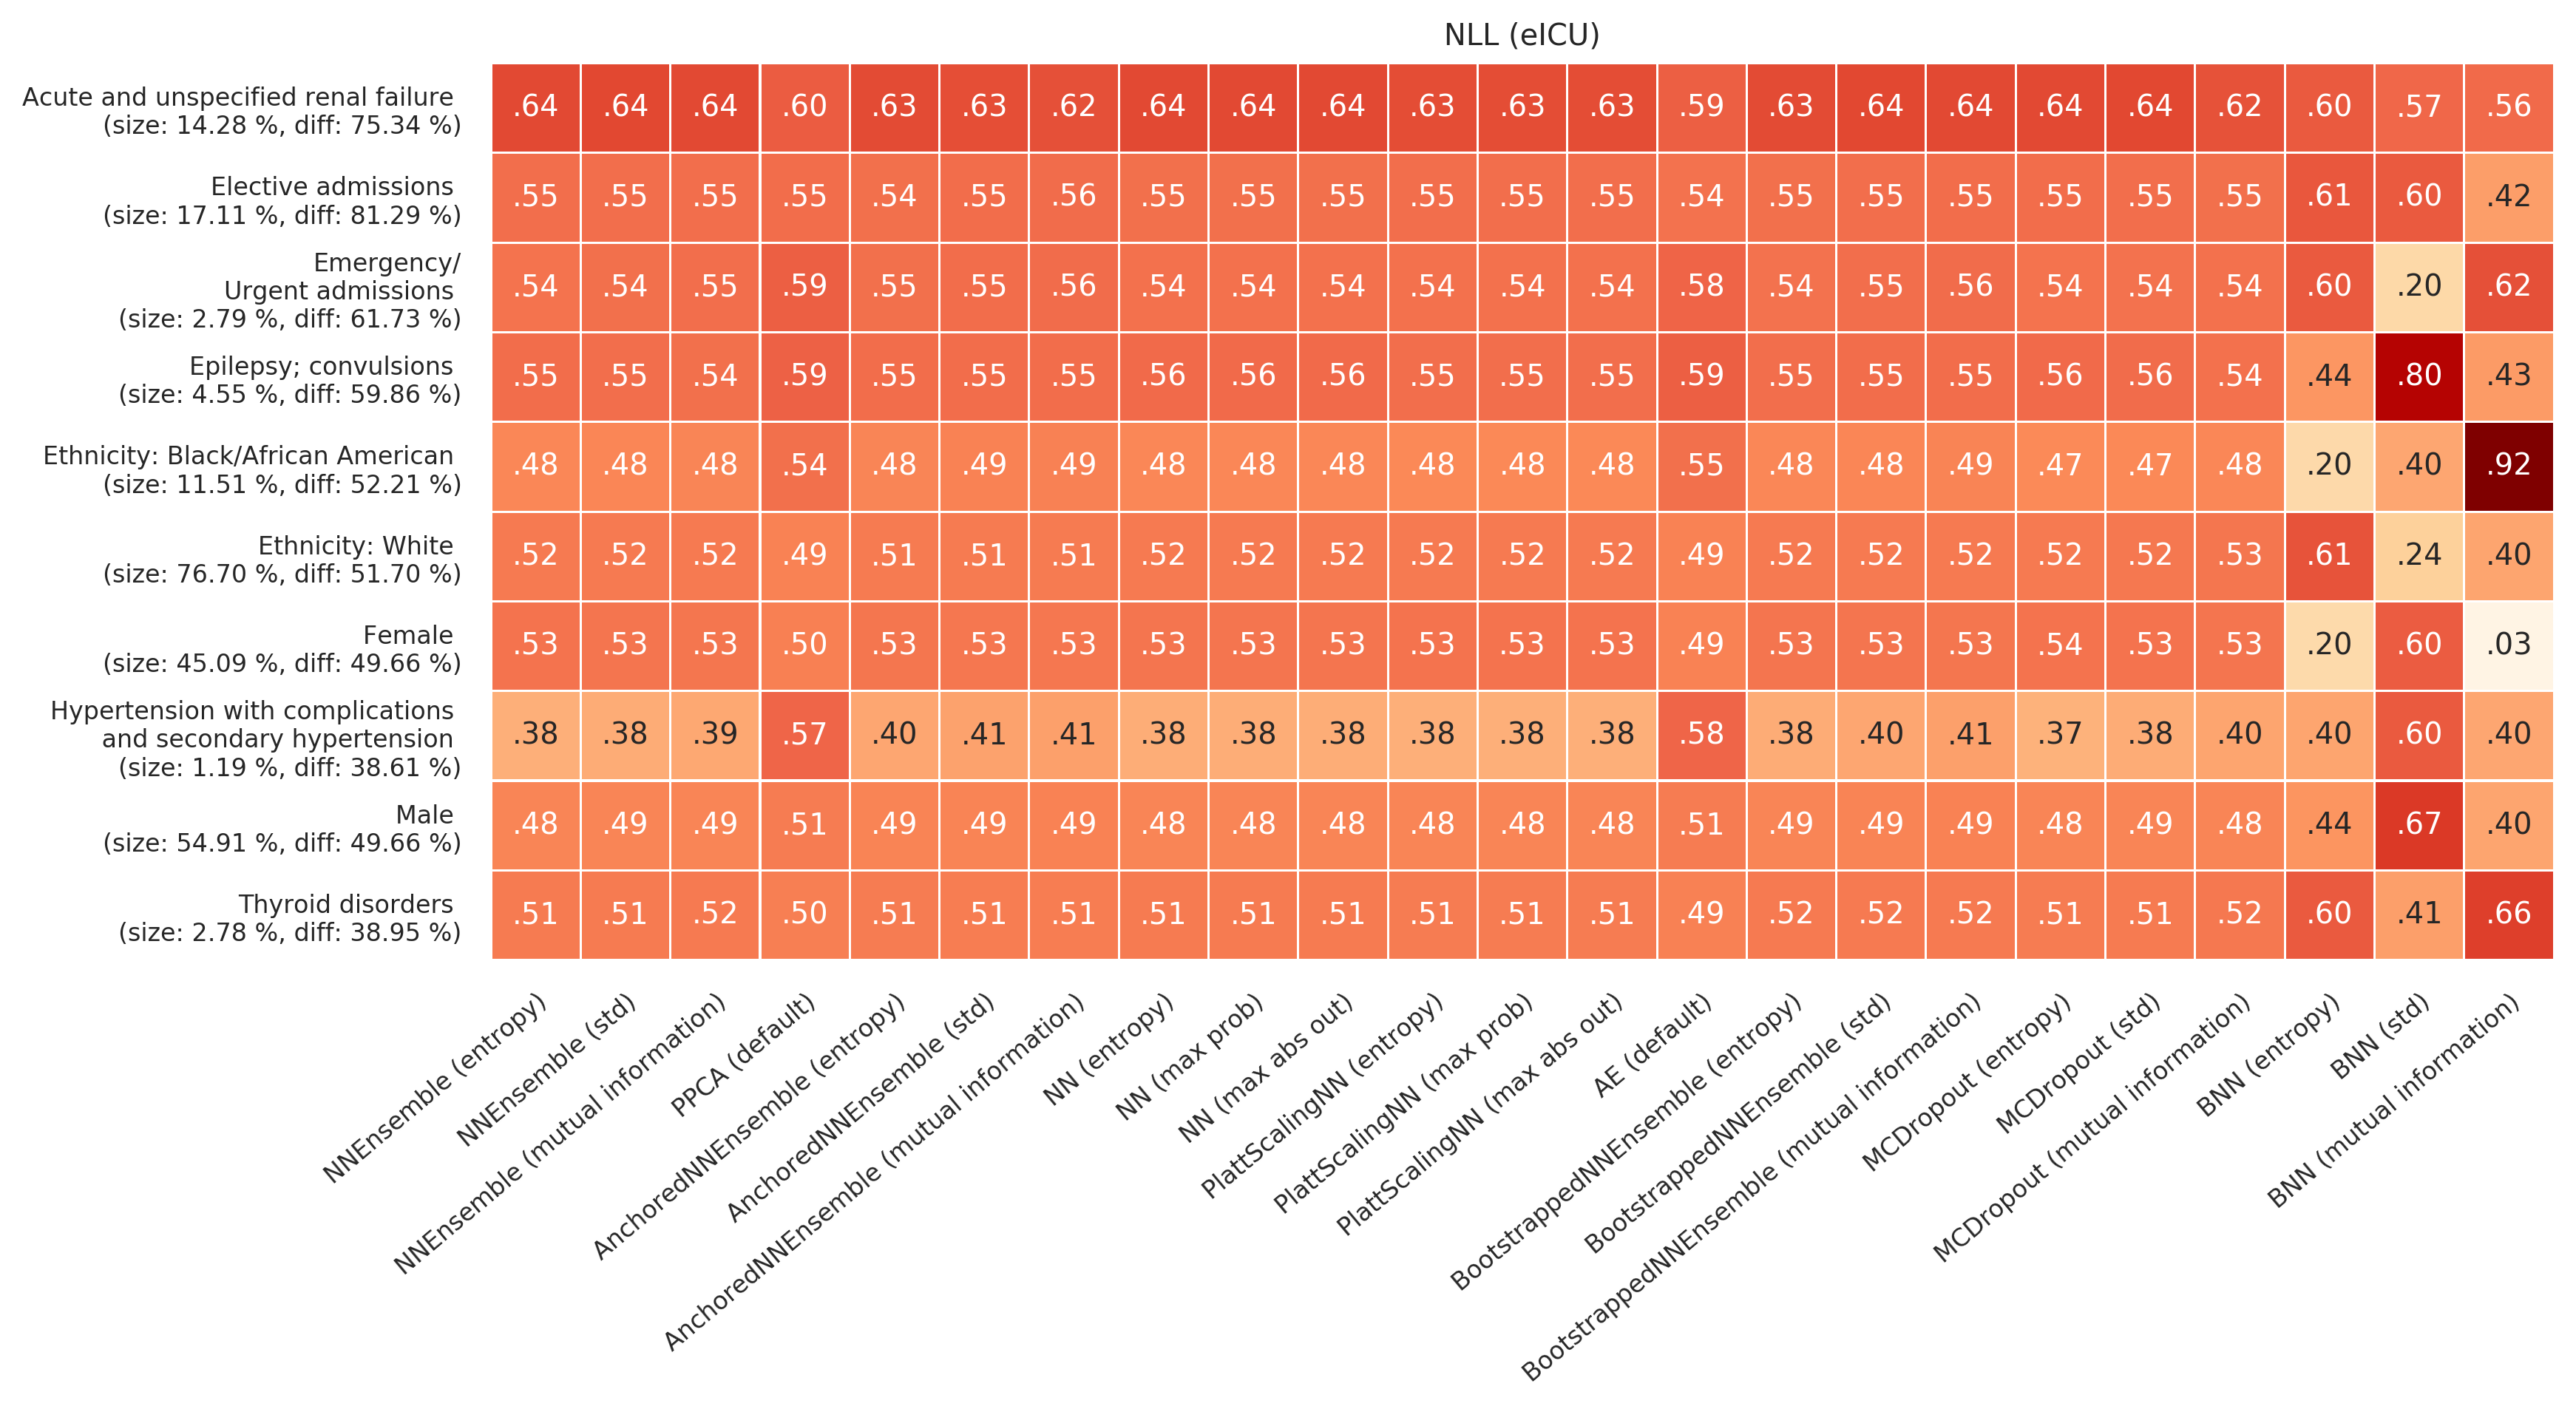 NLL (eICU)
Acute and unspecified renal failure
(size: 14.28 %, diff: 75.34 %)
.64 .64 .64 .60 .63 .63 .62 .64 .64 .64 .63 .63 .63 .59 .63 .64 .64 .64 .64 .62 .60 .57 .56
Elective admissions
(size: 17.11 %, diff: 81.29 %)
.55 .55 .55 .55 .54 .55 .56 .55 .55 .55 .55 .55 .55 .54 .55 .55 .55 .55 .55 .55 .61 .60 .42
Emergency/
Urgent admissions
(size: 2.79 %, diff: 61.73 %)
.54 .54 .55 .59 .55 .55 .56 .54 .54 .54 .54 .54 .54 .58 .54 .55 .56 .54 .54 .54 .60 .20 .62
Epilepsy; convulsions
(size: 4.55 %, diff: 59.86 %)
.55 .55 .54 .59 .55 .55 .55 .56 .56 .56 .55 .55 .55 .59 .55 .55 .55 .56 .56 .54 .44 .80 .43
Ethnicity: Black/African American
(size: 11.51 %, diff: 52.21 %)
.48 .48 .48 .54 .48 .49 .49 .48 .48 .48 .48 .48 .48 .55 .48 .48 .49 .47 .47 .48 .20 .40 .92
Ethnicity: White
(size: 76.70 %, diff: 51.70 %)
.52 .52 .52 .49 .51 .51 .51 .52 .52 .52 .52 .52 .52 .49 .52 .52 .52 .52 .52 .53 .61 .24 .40
Female
(size: 45.09 %, diff: 49.66 %)
.53 .53 .53 .50 .53 .53 .53 .53 .53 .53 .53 .53 .53 .49 .53 .53 .53 .54 .53 .53 .20 .60 .03
Hypertension with complications
and secondary hypertension
(size: 1.19 %, diff: 38.61 %)
.38 .38 .39 .57 .40 .41 .41 .38 .38 .38 .38 .38 .38 .58 .38 .40 .41 .37 .38 .40 .40 .60 .40
Male
(size: 54.91 %, diff: 49.66 %)
.48 .49 .49 .51 .49 .49 .49 .48 .48 .48 .48 .48 .48 .51 .49 .49 .49 .48 .49 .48 .44 .67 .40
Thyroid disorders
(size: 2.78 %, diff: 38.95 %)
.51 .51 .52 .50 .51 .51 .51 .51 .51 .51 .51 .51 .51 .49 .52 .52 .52 .51 .51 .52 .60 .41 .66
NNEnsemble (entropy)
NNEnsemble (std)
NNEnsemble (mutual information)
PPCA (default)
AnchoredNNEnsemble (entropy)
AnchoredNNEnsemble (std)
AnchoredNNEnsemble (mutual information)
NN (entropy)
NN (max prob)
NN (max abs out)
PlattScalingNN (entropy)
PlattScalingNN (max prob)
PlattScalingNN (max abs out)
AE (default)
BootstrappedNNEnsemble (entropy)
BootstrappedNNEnsemble (std)
BootstrappedNNEnsemble (mutual information)
MCDropout (entropy)
MCDropout (std)
MCDropout (mutual information)
BNN (entropy)
BNN (std)
BNN (mutual information)